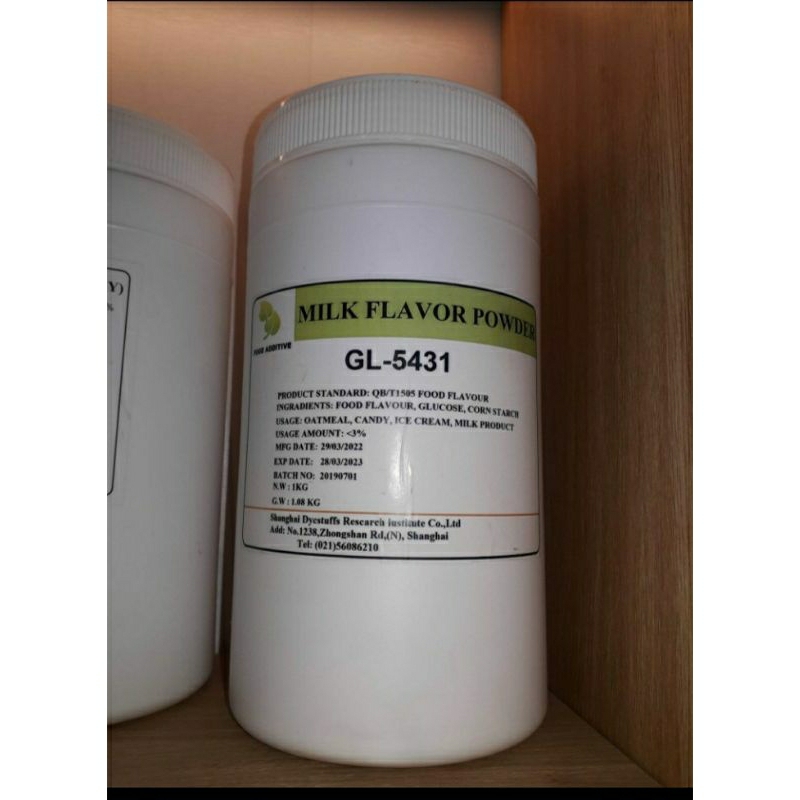 MILK FLAVOR POWDER
FOOD ADDITIVE
GL-5431
PRODUCT STANDARD: QB/T1505 FOOD FLAVOUR
INGREDIENTS: FOOD FLAVOUR, GLUCOSE, CORN STARCH
USAGE: OATMEAL, CANDY, ICE CREAM, MILK PRODUCT
USAGE AMOUNT: <3%
MFG DATE: 29/03/2022
EXP DATE: 28/03/2023
BATCH NO: 20190701
N.W : 1KG
G.W : 1.08 KG
Shanghai Dyestuffs Research institute Co.,Ltd
Add: No.1238,Zhongshan Rd,(N), Shanghai
Tel: (021)56086210
Y)
%